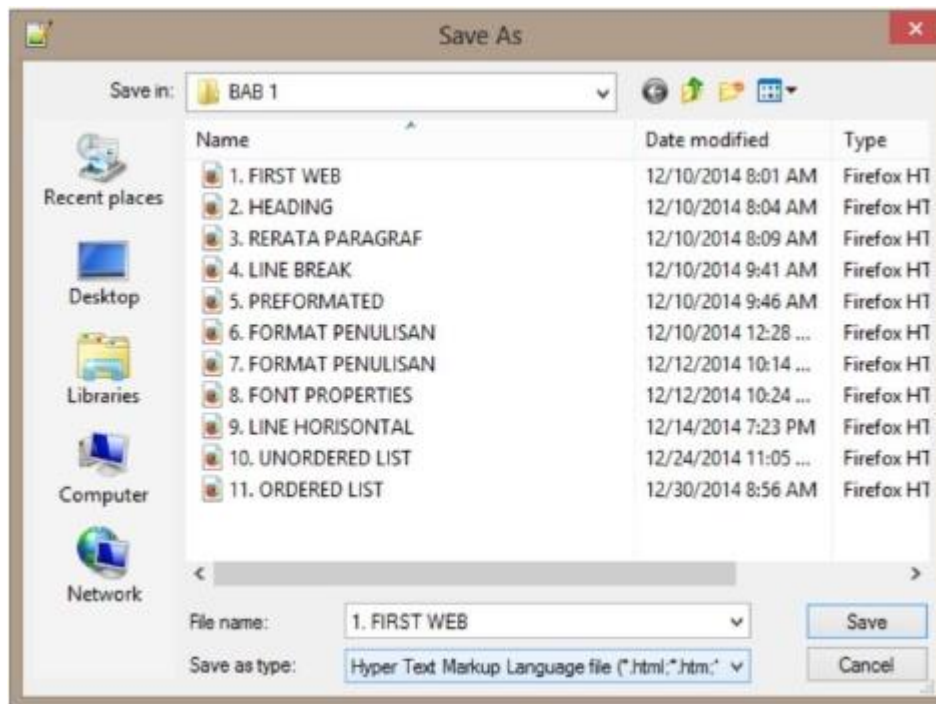 Save As
Save in: BAB 1
Name Date modified Type
1. FIRST WEB 12/10/2014 8:01 AM Firefox HT
2. HEADING 12/10/2014 8:04 AM Firefox HT
3. RERATA PARAGRAF 12/10/2014 8:09 AM Firefox HT
4. LINE BREAK 12/10/2014 9:41 AM Firefox HT
5. PREFORMATED 12/10/2014 9:46 AM Firefox HT
6. FORMAT PENULISAN 12/10/2014 12:28 ... Firefox HT
7. FORMAT PENULISAN 12/12/2014 10:14 ... Firefox HT
8. FONT PROPERTIES 12/12/2014 10:24 ... Firefox HT
9. LINE HORISONTAL 12/14/2014 7:23 PM Firefox HT
10. UNORDERED LIST 12/24/2014 11:05 ... Firefox HT
11. ORDERED LIST 12/30/2014 8:56 AM Firefox HT
Recent places
Desktop
Libraries
Computer
Network
File name: 1. FIRST WEB Save
Save as type: Hyper Text Markup Language file (*.html;*.htm;* Cancel